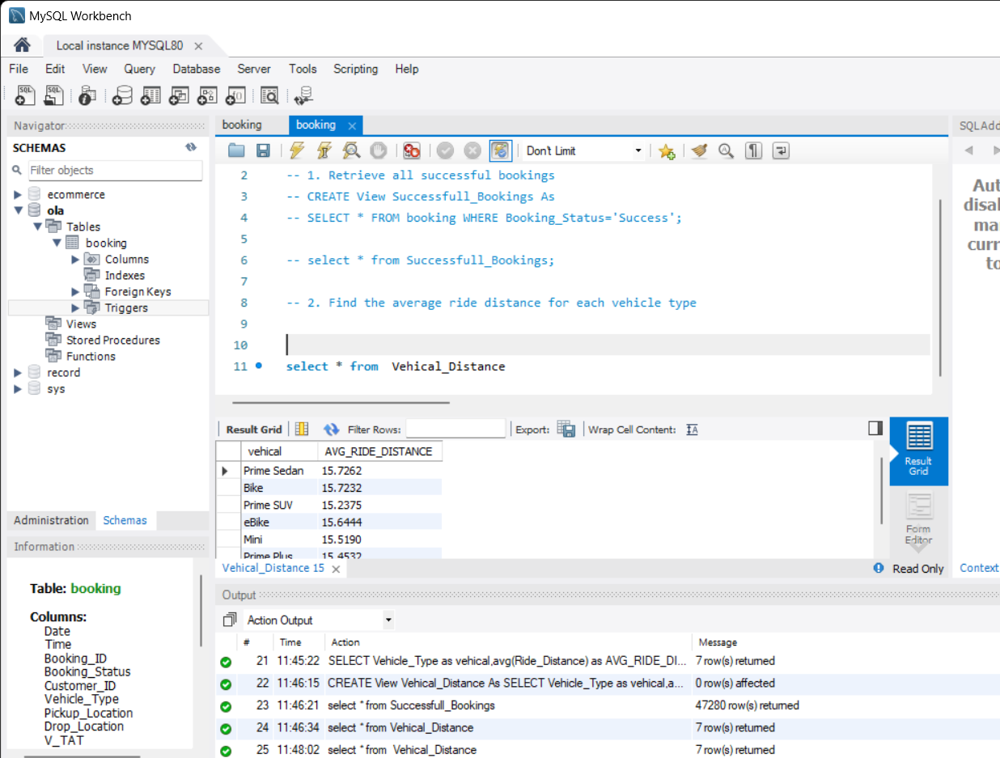 MySQL Workbench
Local instance MYSQL80
File Edit View Query Database Server Tools Scripting Help
Navigator
SCHEMAS
Filter objects
ecommerce
ola
Tables
booking
Columns
Indexes
Foreign Keys
Triggers
Views
Stored Procedures
Functions
record
sys
Administration Schemas
Information
Table: booking
Columns:
Date
Time
Booking_ID
Booking_Status
Customer_ID
Vehicle_Type
Pickup_Location
Drop_Location
V_TAT
booking booking
Don't Limit
2 -- 1. Retrieve all successful bookings
3 -- CREATE View Successfull_Bookings As
4 -- SELECT * FROM booking WHERE Booking_Status='Success';
5
6 -- select * from Successfull_Bookings;
7
8 -- 2. Find the average ride distance for each vehicle type
9
10
11 select * from Vehical_Distance
Result Grid Filter Rows: Export: Wrap Cell Content:
vehical AVG_RIDE_DISTANCE
Prime Sedan 15.7262
Bike 15.7232
Prime SUV 15.2375
eBike 15.6444
Mini 15.5190
Prime Plus 15.4532
Result
Grid
Form
Editor
Vehical_Distance 15
Read Only
Output
Action Output
# Time Action Message
21 11:45:22 SELECT Vehicle_Type as vehical,avg(Ride_Distance) as AVG_RIDE_DI... 7 row(s) returned
22 11:46:15 CREATE View Vehical_Distance As SELECT Vehicle_Type as vehical,a... 0 row(s) affected
23 11:46:21 select * from Successfull_Bookings 47280 row(s) returned
24 11:46:34 select * from Vehical_Distance 7 row(s) returned
25 11:48:02 select * from Vehical_Distance 7 row(s) returned
SQLAdd
Aut
disal
ma
curr
to
Context